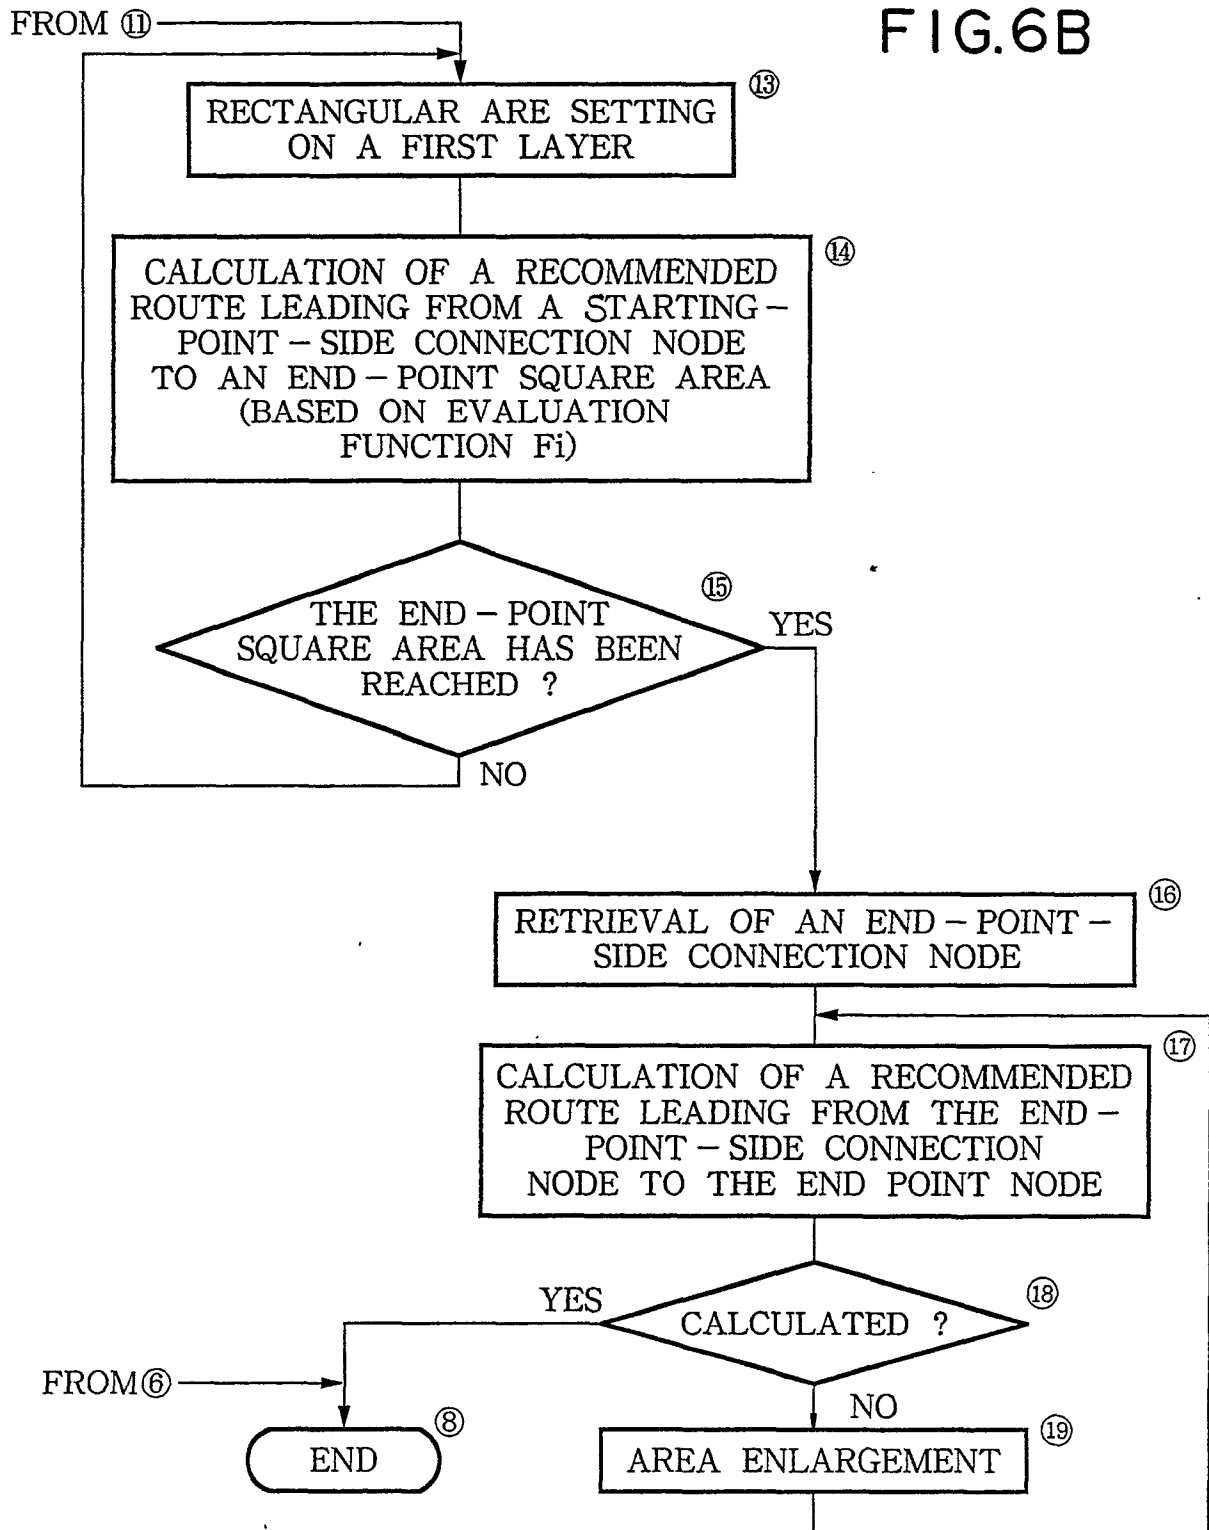 FIG.6B
FROM ⑪
⑬
RECTANGULAR ARE SETTING
ON A FIRST LAYER
⑭
CALCULATION OF A RECOMMENDED
ROUTE LEADING FROM A STARTING-
POINT-SIDE CONNECTION NODE
TO AN END-POINT SQUARE AREA
(BASED ON EVALUATION
FUNCTION Fi)
⑮
THE END-POINT
SQUARE AREA HAS BEEN
REACHED ?
YES
NO
⑯
RETRIEVAL OF AN END-POINT-
SIDE CONNECTION NODE
⑰
CALCULATION OF A RECOMMENDED
ROUTE LEADING FROM THE END-
POINT-SIDE CONNECTION
NODE TO THE END POINT NODE
⑱
YES
CALCULATED ?
FROM⑥
NO
⑧
END
⑲
AREA ENLARGEMENT